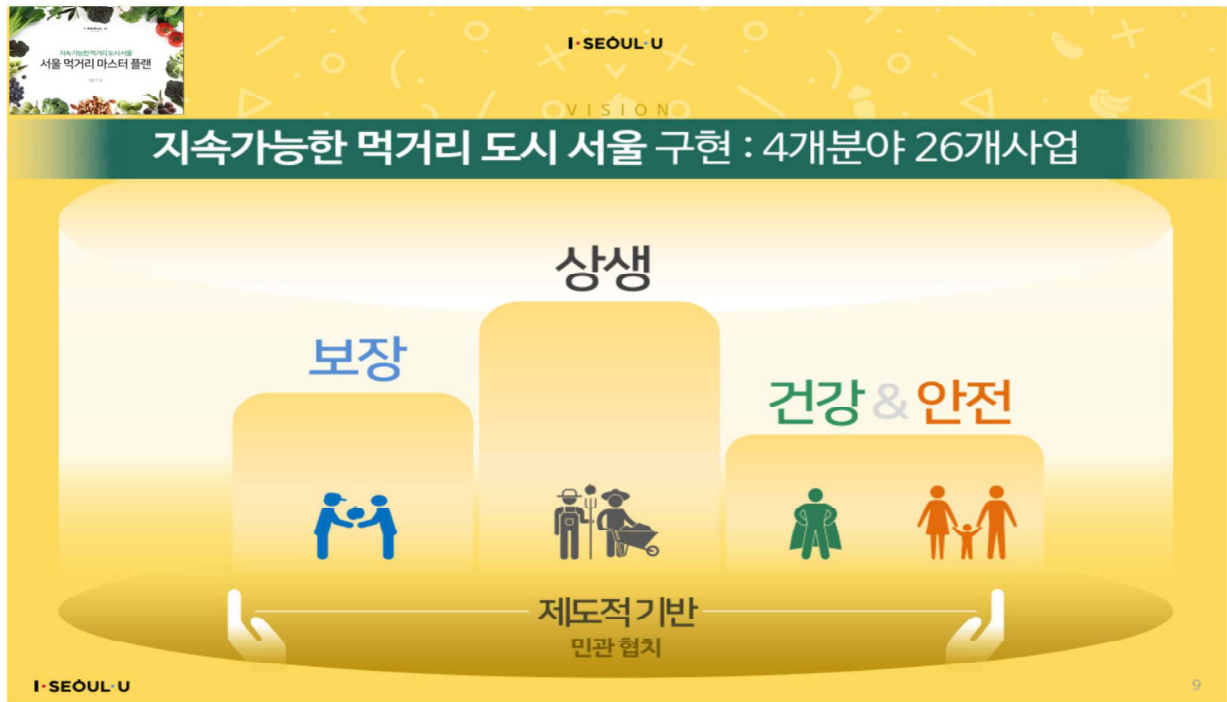 I·SEOUL·U
지속가능한 먹거리 도시 서울
서울 먹거리 마스터 플랜
2017. 6
I·SEOUL·U
VISION
지속가능한 먹거리 도시 서울 구현 : 4개분야 26개사업
상생
보장
건강 & 안전
제도적 기반
민관 협치
I·SEOUL·U
9